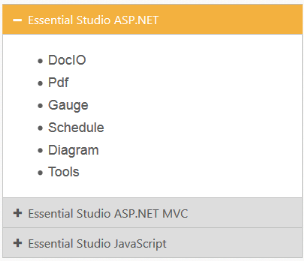 Essential Studio ASP.NET
DocIO
Pdf
Gauge
Schedule
Diagram
Tools
Essential Studio ASP.NET MVC
Essential Studio JavaScript